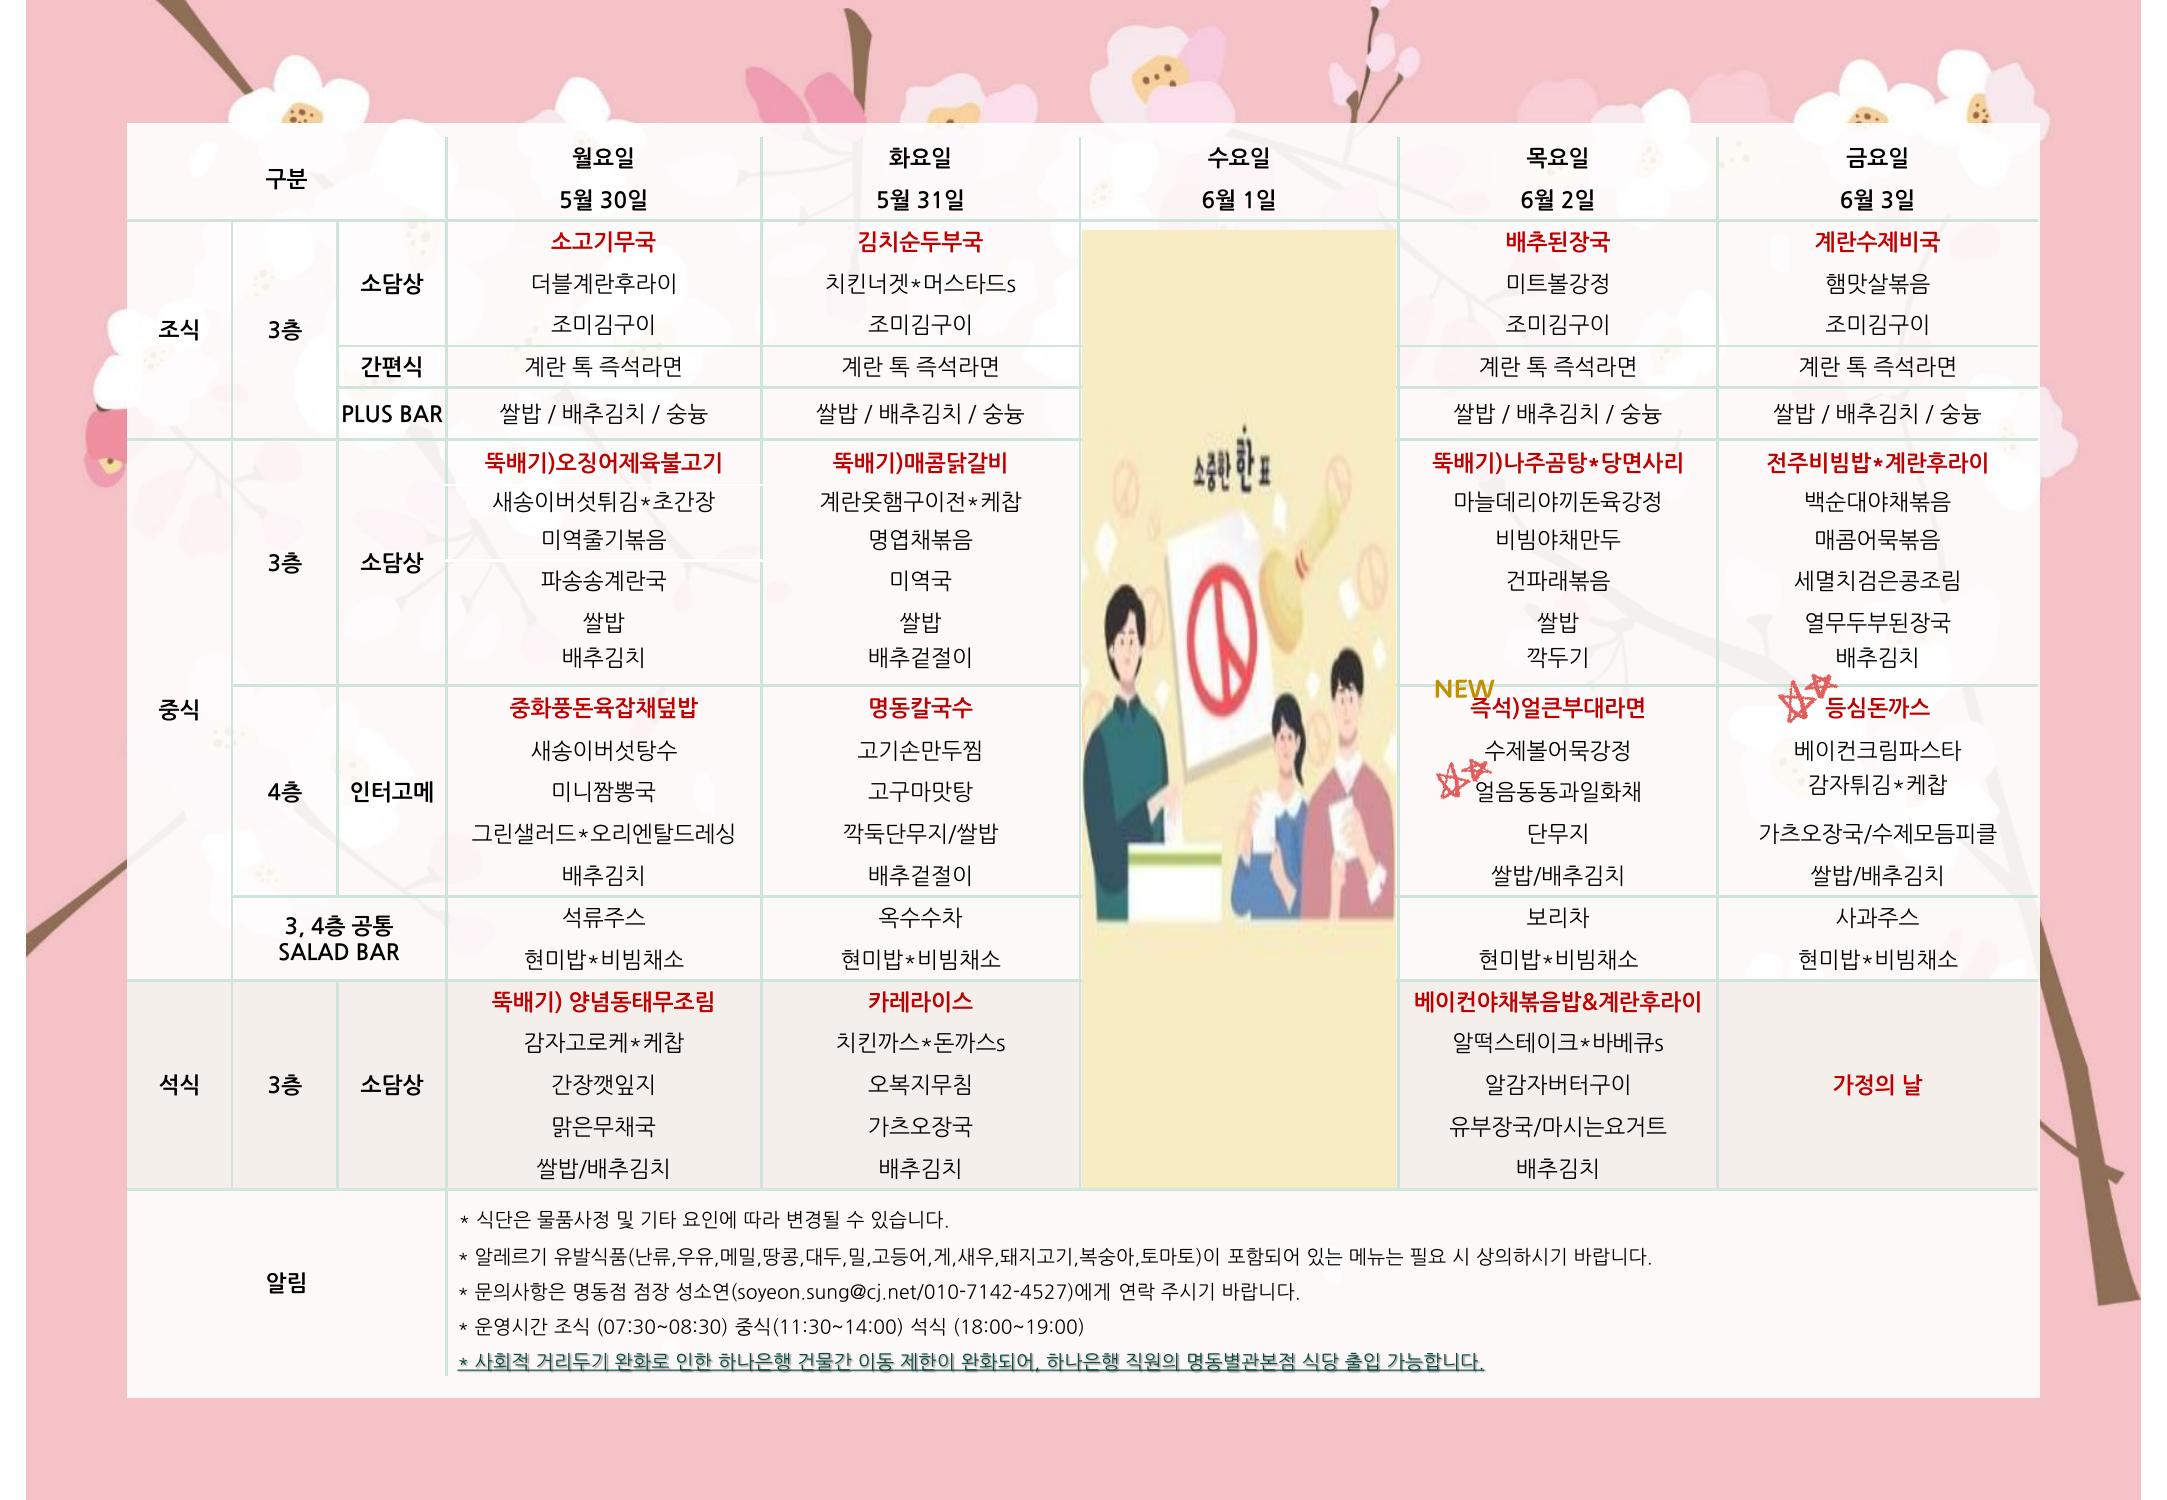 구분
월요일
화요일
수요일
목요일
금요일
5월 30일
5월 31일
6월 1일
6월 2일
6월 3일
조식
3층
소담상
소고기무국
더블계란후라이
조미김구이
김치순두부국
치킨너겟*머스타드s
조미김구이
배추된장국
미트볼강정
조미김구이
계란수제비국
햄맛살볶음
조미김구이
간편식
계란 톡 즉석라면
계란 톡 즉석라면
계란 톡 즉석라면
계란 톡 즉석라면
PLUS BAR
쌀밥 / 배추김치 / 숭늉
쌀밥 / 배추김치 / 숭늉
쌀밥 / 배추김치 / 숭늉
쌀밥 / 배추김치 / 숭늉
소중한 한 표
중식
3층
소담상
뚝배기)오징어제육불고기
새송이버섯튀김*초간장
미역줄기볶음
파송송계란국
쌀밥
배추김치
뚝배기)매콤닭갈비
계란옷햄구이전*케찹
명엽채볶음
미역국
쌀밥
배추겉절이
뚝배기)나주곰탕*당면사리
마늘데리야끼돈육강정
비빔야채만두
건파래볶음
쌀밥
깍두기
전주비빔밥*계란후라이
백순대야채볶음
매콤어묵볶음
세멸치검은콩조림
열무두부된장국
배추김치
4층
인터고메
중화풍돈육잡채덮밥
새송이버섯탕수
미니짬뽕국
그린샐러드*오리엔탈드레싱
배추김치
명동칼국수
고기손만두찜
고구마맛탕
깍둑단무지/쌀밥
배추겉절이
NEW
즉석)얼큰부대라면
수제볼어묵강정
얼음동동과일화채
단무지
쌀밥/배추김치
등심돈까스
베이컨크림파스타
감자튀김*케찹
가츠오장국/수제모듬피클
쌀밥/배추김치
3, 4층 공통
SALAD BAR
석류주스
현미밥*비빔채소
옥수수차
현미밥*비빔채소
보리차
현미밥*비빔채소
사과주스
현미밥*비빔채소
석식
3층
소담상
뚝배기) 양념동태무조림
감자고로케*케찹
간장깻잎지
맑은무채국
쌀밥/배추김치
카레라이스
치킨까스*돈까스s
오복지무침
가츠오장국
배추김치
베이컨야채볶음밥&계란후라이
알떡스테이크*바베큐s
알감자버터구이
유부장국/마시는요거트
배추김치
가정의 날
알림
* 식단은 물품사정 및 기타 요인에 따라 변경될 수 있습니다.
* 알레르기 유발식품(난류,우유,메밀,땅콩,대두,밀,고등어,게,새우,돼지고기,복숭아,토마토)이 포함되어 있는 메뉴는 필요 시 상의하시기 바랍니다.
* 문의사항은 명동점 점장 성소연(soyeon.sung@cj.net/010-7142-4527)에게 연락 주시기 바랍니다.
* 운영시간 조식 (07:30~08:30) 중식(11:30~14:00) 석식 (18:00~19:00)
* 사회적 거리두기 완화로 인한 하나은행 건물간 이동 제한이 완화되어, 하나은행 직원의 명동별관본점 식당 출입 가능합니다.